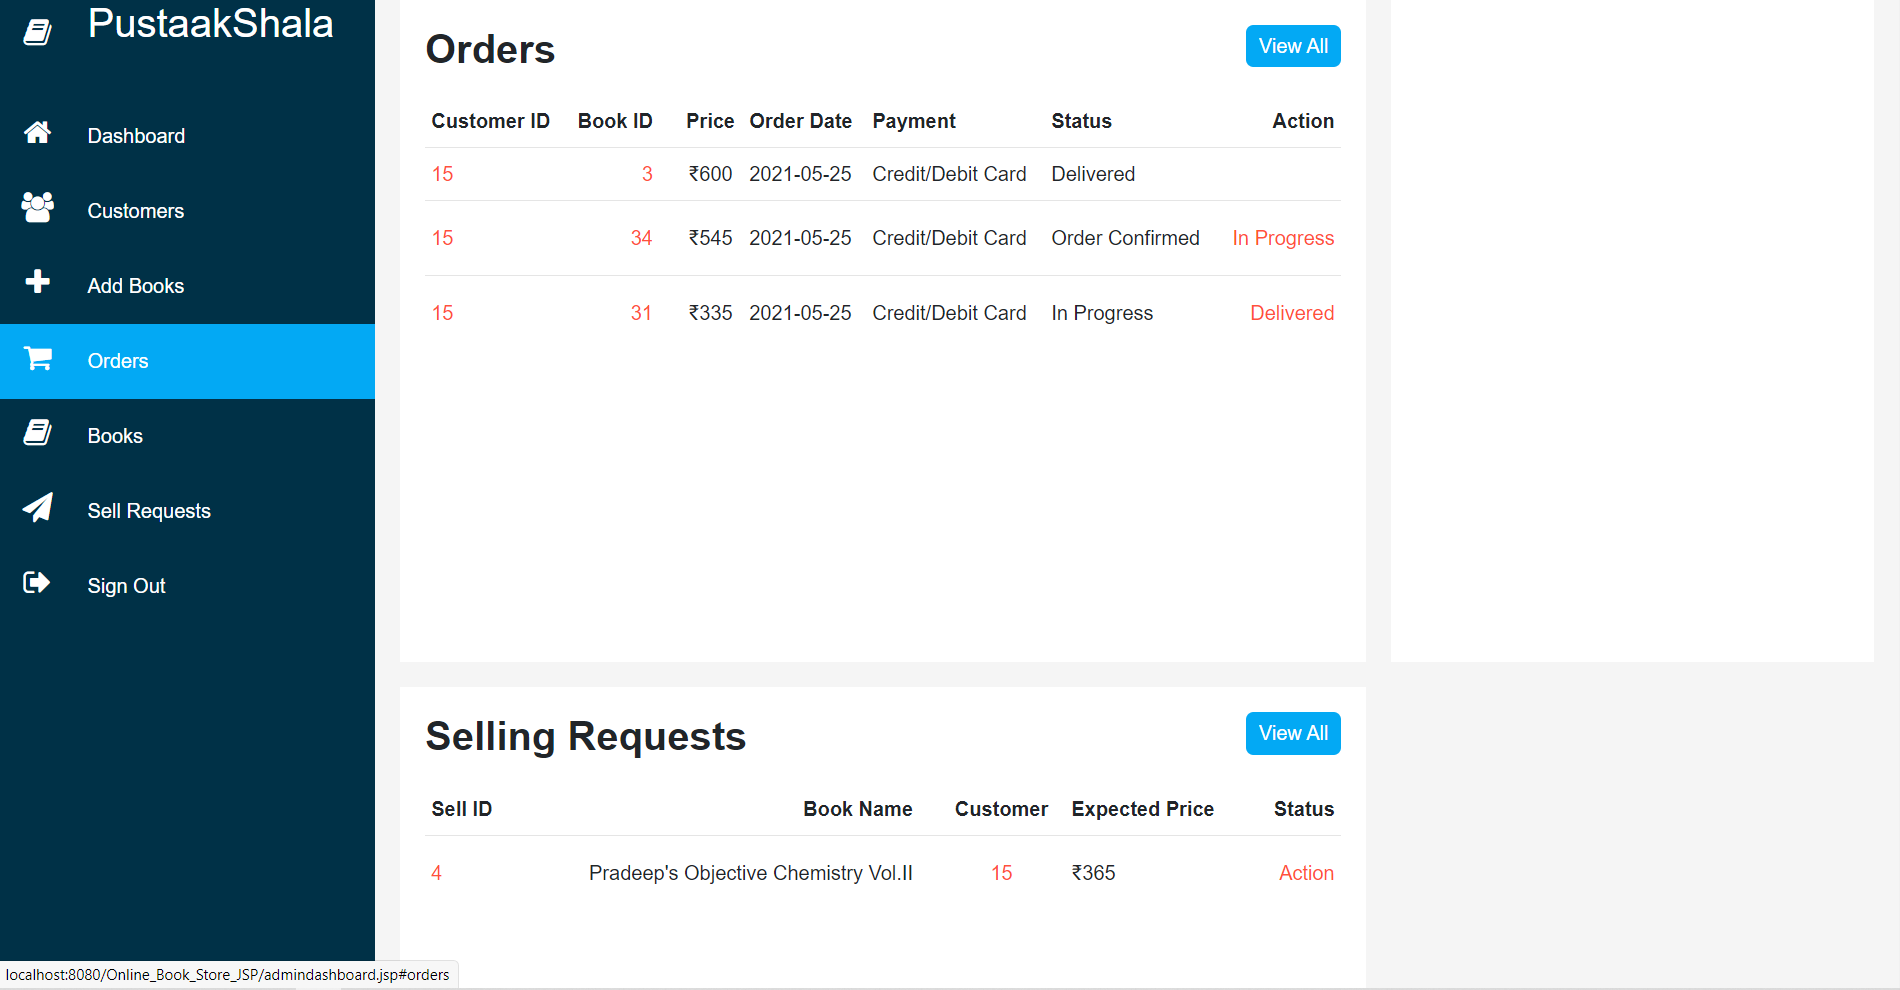 PustaakShala
Dashboard
Customers
Add Books
Orders
Books
Sell Requests
Sign Out
Orders
View All
Customer ID Book ID Price Order Date Payment Status Action
15 3 ₹600 2021-05-25 Credit/Debit Card Delivered
15 34 ₹545 2021-05-25 Credit/Debit Card Order Confirmed In Progress
15 31 ₹335 2021-05-25 Credit/Debit Card In Progress Delivered
Selling Requests
View All
Sell ID Book Name Customer Expected Price Status
4 Pradeep's Objective Chemistry Vol.II 15 ₹365 Action
localhost:8080/Online_Book_Store_JSP/admindashboard.jsp#orders